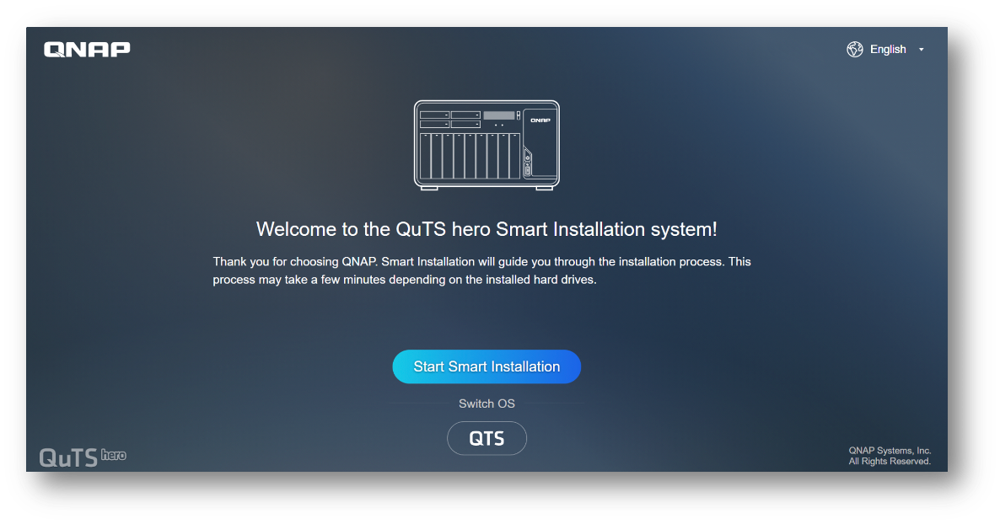 QNAP
English
QNAP
Welcome to the QuTS hero Smart Installation system!
Thank you for choosing QNAP. Smart Installation will guide you through the installation process. This
process may take a few minutes depending on the installed hard drives.
Start Smart Installation
Switch OS
QTS
QuTS hero
QNAP Systems, Inc.
All Rights Reserved.